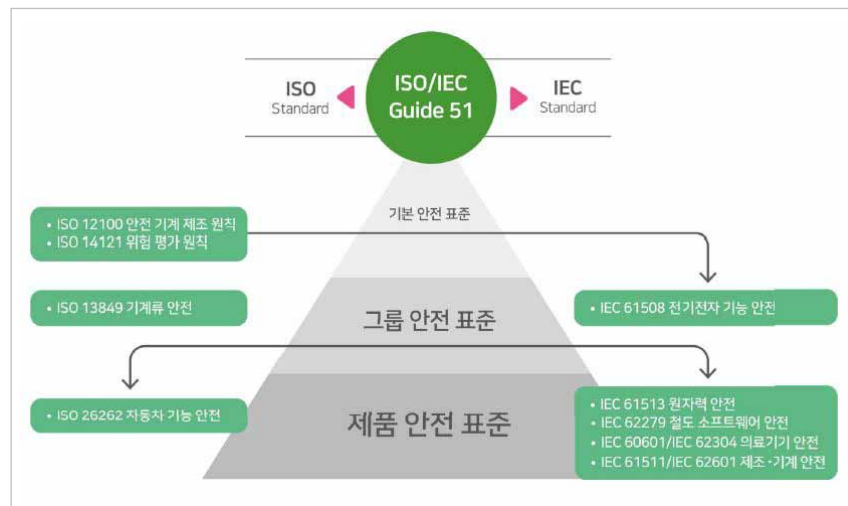 ISO
Standard
ISO/IEC
Guide 51
IEC
Standard
기본 안전 표준
• ISO 12100 안전 기계 제조 원칙
• ISO 14121 위험 평가 원칙
• ISO 13849 기계류 안전
그룹 안전 표준
• IEC 61508 전기전자 기능 안전
• ISO 26262 자동차 기능 안전
제품 안전 표준
• IEC 61513 원자력 안전
• IEC 62279 철도 소프트웨어 안전
• IEC 60601/IEC 62304 의료기기 안전
• IEC 61511/IEC 62601 제조·기계 안전